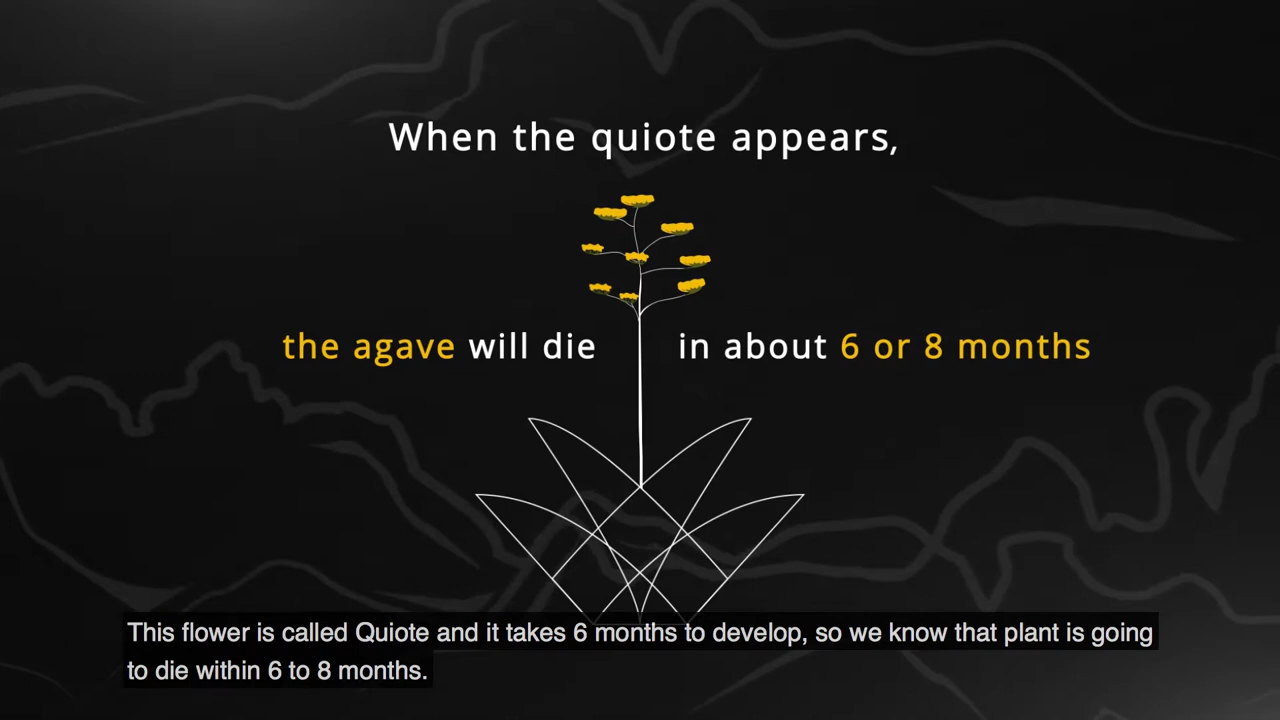 When the quiote appears,
the agave will die in about 6 or 8 months
This flower is called Quiote and it takes 6 months to develop, so we know that plant is going
to die within 6 to 8 months.